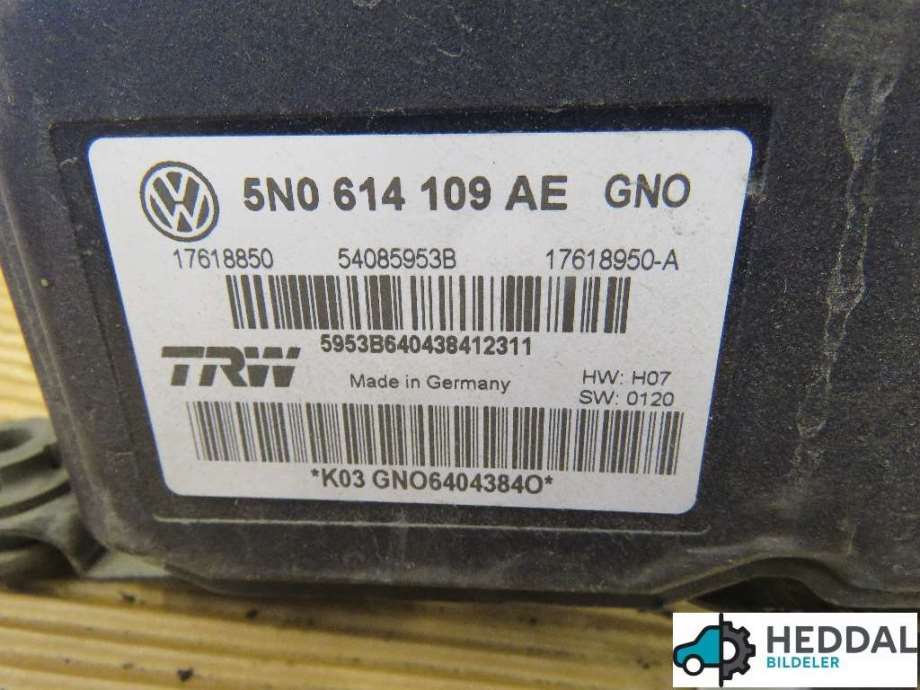 5N0 614 109 AE GNO
17618850 54085953B 17618950-A
5953B640438412311
TRW
Made in Germany
HW: H07
SW: 0120
*K03 GNO64043840*
HEDDAL
BILDELER